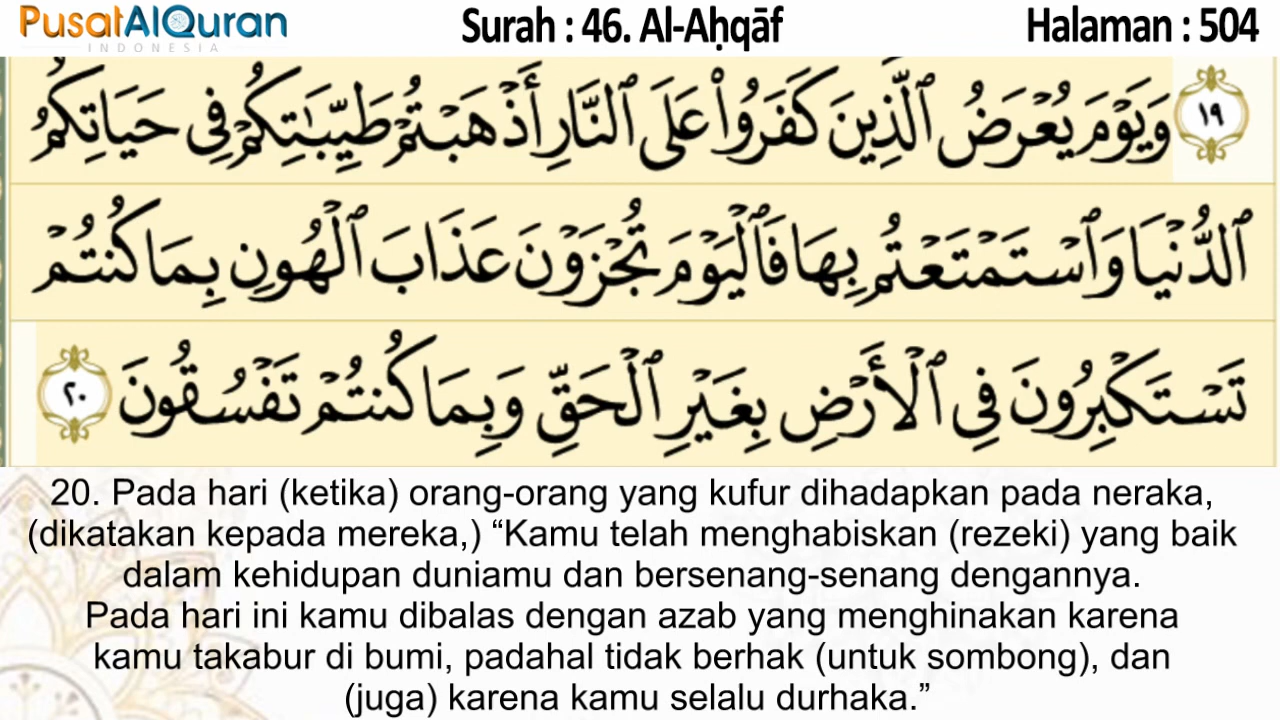 PusatAlQuran
INDONESIA
Surah : 46. Al-Aḥqāf
Halaman : 504
١٩ وَيَوْمَ يُعْرَضُ ٱلَّذِينَ كَفَرُوا۟ عَلَى ٱلنَّارِ أَذْهَبْتُمْ طَيِّبَـٰتِكُمْ فِى حَيَاتِكُمُ
ٱلدُّنْيَا وَٱسْتَمْتَعْتُم بِهَا فَٱلْيَوْمَ تُجْزَوْنَ عَذَابَ ٱلْهُونِ بِمَا كُنتُمْ
تَسْتَكْبِرُونَ فِى ٱلْأَرْضِ بِغَيْرِ ٱلْحَقِّ وَبِمَا كُنتُمْ تَفْسُقُونَ ٢٠
20. Pada hari (ketika) orang-orang yang kufur dihadapkan pada neraka,
(dikatakan kepada mereka,) “Kamu telah menghabiskan (rezeki) yang baik
dalam kehidupan duniamu dan bersenang-senang dengannya.
Pada hari ini kamu dibalas dengan azab yang menghinakan karena
kamu takabur di bumi, padahal tidak berhak (untuk sombong), dan
(juga) karena kamu selalu durhaka.”